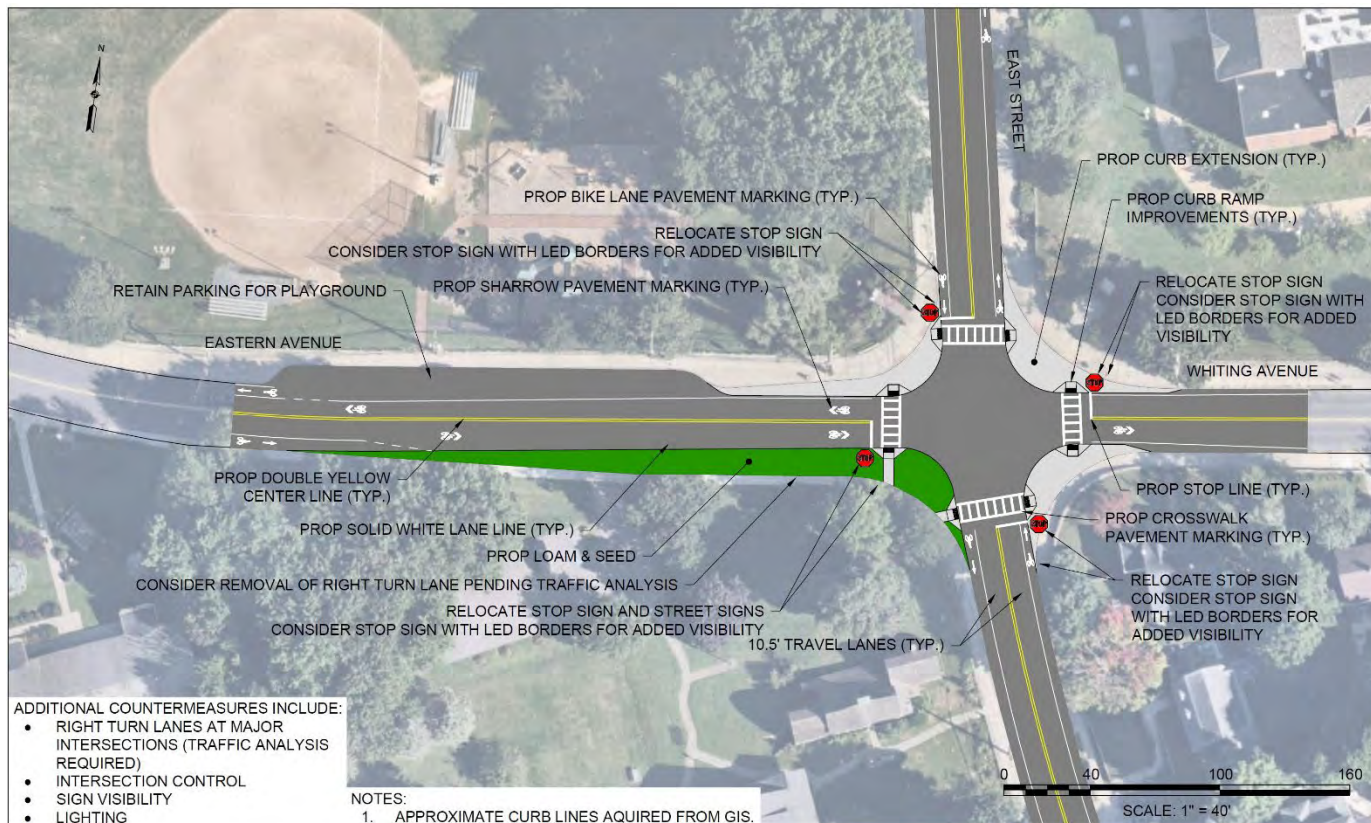 N
EAST STREET
PROP CURB EXTENSION (TYP.)
PROP BIKE LANE PAVEMENT MARKING (TYP.)
PROP CURB RAMP
IMPROVEMENTS (TYP.)
RELOCATE STOP SIGN
CONSIDER STOP SIGN WITH LED BORDERS FOR ADDED VISIBILITY
RETAIN PARKING FOR PLAYGROUND
PROP SHARROW PAVEMENT MARKING (TYP.)
RELOCATE STOP SIGN
CONSIDER STOP SIGN WITH
LED BORDERS FOR ADDED
VISIBILITY
STOP
EASTERN AVENUE
WHITING AVENUE
STOP
STOP
PROP DOUBLE YELLOW
CENTER LINE (TYP.)
PROP STOP LINE (TYP.)
PROP SOLID WHITE LANE LINE (TYP.)
PROP CROSSWALK
PAVEMENT MARKING (TYP.)
STOP
PROP LOAM & SEED
CONSIDER REMOVAL OF RIGHT TURN LANE PENDING TRAFFIC ANALYSIS
RELOCATE STOP SIGN
CONSIDER STOP SIGN
WITH LED BORDERS FOR
ADDED VISIBILITY
RELOCATE STOP SIGN AND STREET SIGNS
CONSIDER STOP SIGN WITH LED BORDERS FOR ADDED VISIBILITY
10.5' TRAVEL LANES (TYP.)
ADDITIONAL COUNTERMEASURES INCLUDE:
• RIGHT TURN LANES AT MAJOR
INTERSECTIONS (TRAFFIC ANALYSIS
REQUIRED)
• INTERSECTION CONTROL
• SIGN VISIBILITY
• LIGHTING
NOTES:
1. APPROXIMATE CURB LINES AQUIRED FROM GIS.
0 40 100 160
SCALE: 1" = 40'